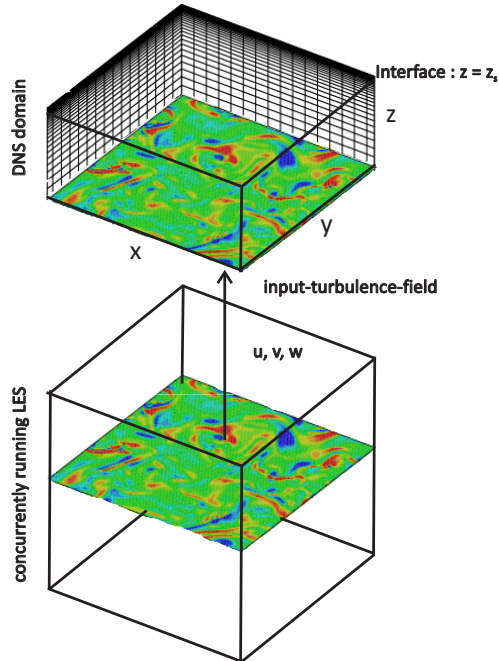 Interface : z = zₛ
DNS domain
z
y
x
input-turbulence-field
u, v, w
concurrently running LES